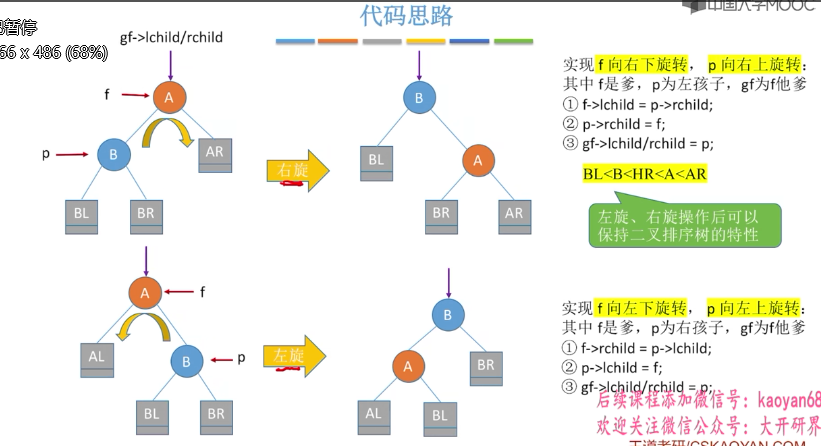 中国大学MOOC
代码思路
已暂停
66 x 486 (68%)
gf->lchild/rchild
f
A
p
B
AR
BL
BR
右旋
B
BL
A
BR
AR
实现 f 向右下旋转, p 向右上旋转:
其中 f是爹, p为左孩子, gf为f他爹
① f->lchild = p->rchild;
② p->rchild = f;
③ gf->lchild/rchild = p;
BL<B<HR<A<AR
左旋、右旋操作后可以
保持二叉排序树的特性
A
f
AL
B
p
BL
BR
左旋
B
A
BR
AL
BL
实现 f 向左下旋转, p 向左上旋转:
其中 f是爹, p为右孩子, gf为f他爹
① f->rchild = p->lchild;
② p->lchild = f;
③ gf->lchild/rchild = p;
后续课程添加微信号: kaoyan68
欢迎关注微信公众号: 大开研界
王道考研/CSKAOYAN.COM